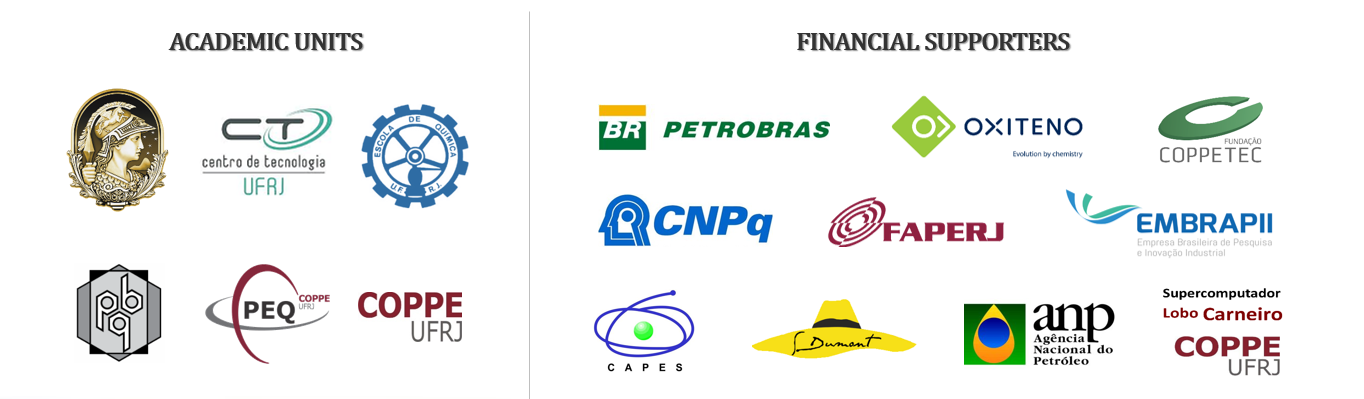 ACADEMIC UNITS
CT
centro de tecnologia
UFRJ
ESCOLA DE QUÍMICA
U.F.R.J.
pbpq
PEQ COPPE
UFRJ
COPPE
UFRJ
FINANCIAL SUPPORTERS
BR PETROBRAS
OXITENO
Evolution by chemistry
FUNDAÇÃO
COPPETEC
CNPq
FAPERJ
EMBRAPII
Empresa Brasileira de Pesquisa
e Inovação Industrial
CAPES
S Dumont
anp
Agência
Nacional do
Petróleo
Supercomputador
Lobo Carneiro
COPPE
UFRJ